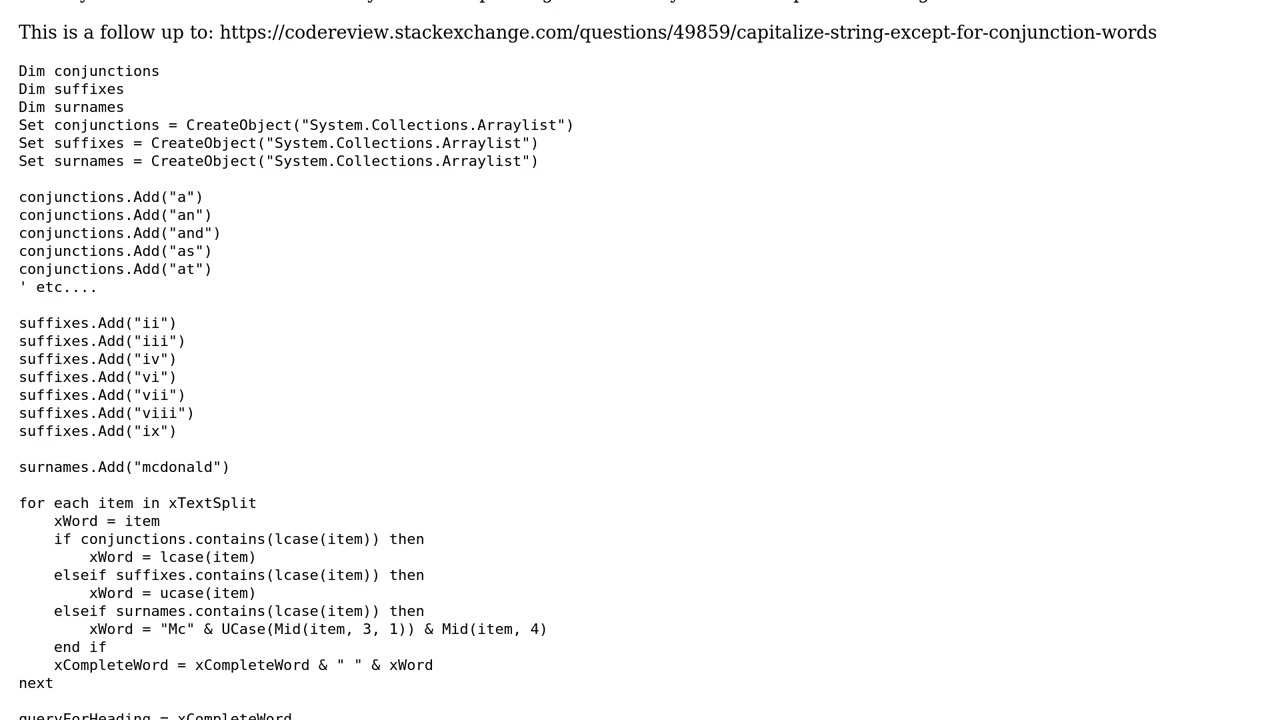 This is a follow up to: https://codereview.stackexchange.com/questions/49859/capitalize-string-except-for-conjunction-words
Dim conjunctions
Dim suffixes
Dim surnames
Set conjunctions = CreateObject("System.Collections.Arraylist")
Set suffixes = CreateObject("System.Collections.Arraylist")
Set surnames = CreateObject("System.Collections.Arraylist")
conjunctions.Add("a")
conjunctions.Add("an")
conjunctions.Add("and")
conjunctions.Add("as")
conjunctions.Add("at")
' etc....
suffixes.Add("ii")
suffixes.Add("iii")
suffixes.Add("iv")
suffixes.Add("vi")
suffixes.Add("vii")
suffixes.Add("viii")
suffixes.Add("ix")
surnames.Add("mcdonald")
for each item in xTextSplit
    xWord = item
    if conjunctions.contains(lcase(item)) then
        xWord = lcase(item)
    elseif suffixes.contains(lcase(item)) then
        xWord = ucase(item)
    elseif surnames.contains(lcase(item)) then
        xWord = "Mc" & UCase(Mid(item, 3, 1)) & Mid(item, 4)
    end if
    xCompleteWord = xCompleteWord & " " & xWord
next
queryForHeading = xCompleteWord